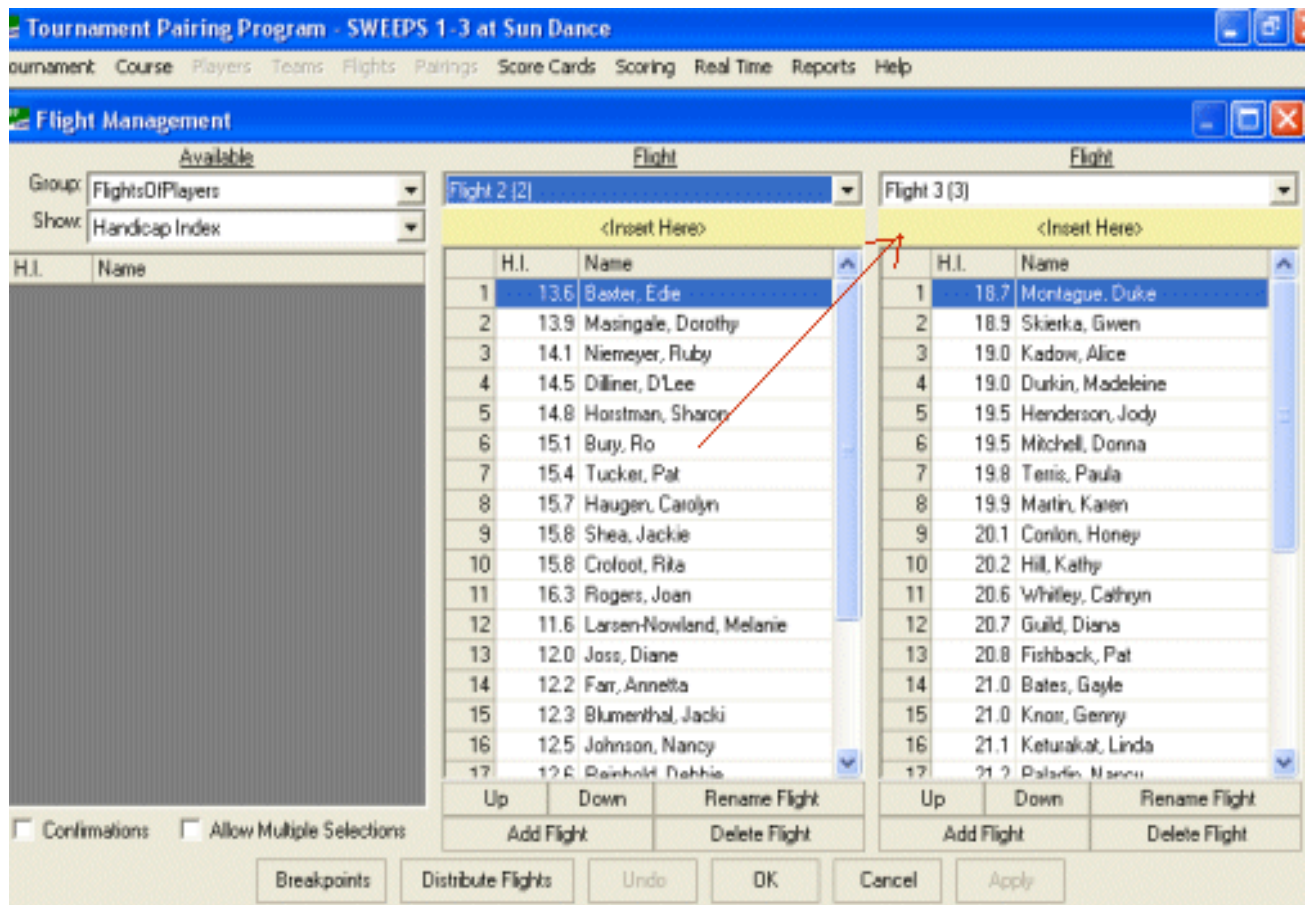 Tournament Pairing Program - SWEEPS 1-3 at Sun Dance
ournament Course Players Teams Flights Pairings Score Cards Scoring Real Time Reports Help
Flight Management
Available
Group: FlightsOfPlayers
Show: Handicap Index
H.I. Name
Confirmations Allow Multiple Selections
Flight
Flight 2 (2)
<Insert Here>
H.I. Name
1 13.6 Baxter, Edie
2 13.9 Masingale, Dorothy
3 14.1 Niemeyer, Ruby
4 14.5 Dilliner, D'Lee
5 14.8 Horstman, Sharon
6 15.1 Bury, Ro
7 15.4 Tucker, Pat
8 15.7 Haugen, Carolyn
9 15.8 Shea, Jackie
10 15.8 Crofoot, Rita
11 16.3 Rogers, Joan
12 11.6 Larsen-Nowland, Melanie
13 12.0 Joss, Diane
14 12.2 Farr, Annetta
15 12.3 Blumenthal, Jacki
16 12.5 Johnson, Nancy
17 12.6 Reinhold, Debbie
Up Down Rename Flight
Add Flight Delete Flight
Flight
Flight 3 (3)
<Insert Here>
H.I. Name
1 18.7 Montague, Duke
2 18.9 Skierka, Gwen
3 19.0 Kadow, Alice
4 19.0 Durkin, Madeleine
5 19.5 Henderson, Jody
6 19.5 Mitchell, Donna
7 19.8 Terris, Paula
8 19.9 Martin, Karen
9 20.1 Conlon, Honey
10 20.2 Hill, Kathy
11 20.6 Whitley, Cathryn
12 20.7 Guild, Diana
13 20.8 Fishback, Pat
14 21.0 Bates, Gayle
15 21.0 Knorr, Genny
16 21.1 Keturakat, Linda
17 21.2 Paladin, Nancy
Up Down Rename Flight
Add Flight Delete Flight
Breakpoints Distribute Flights Undo OK Cancel Apply